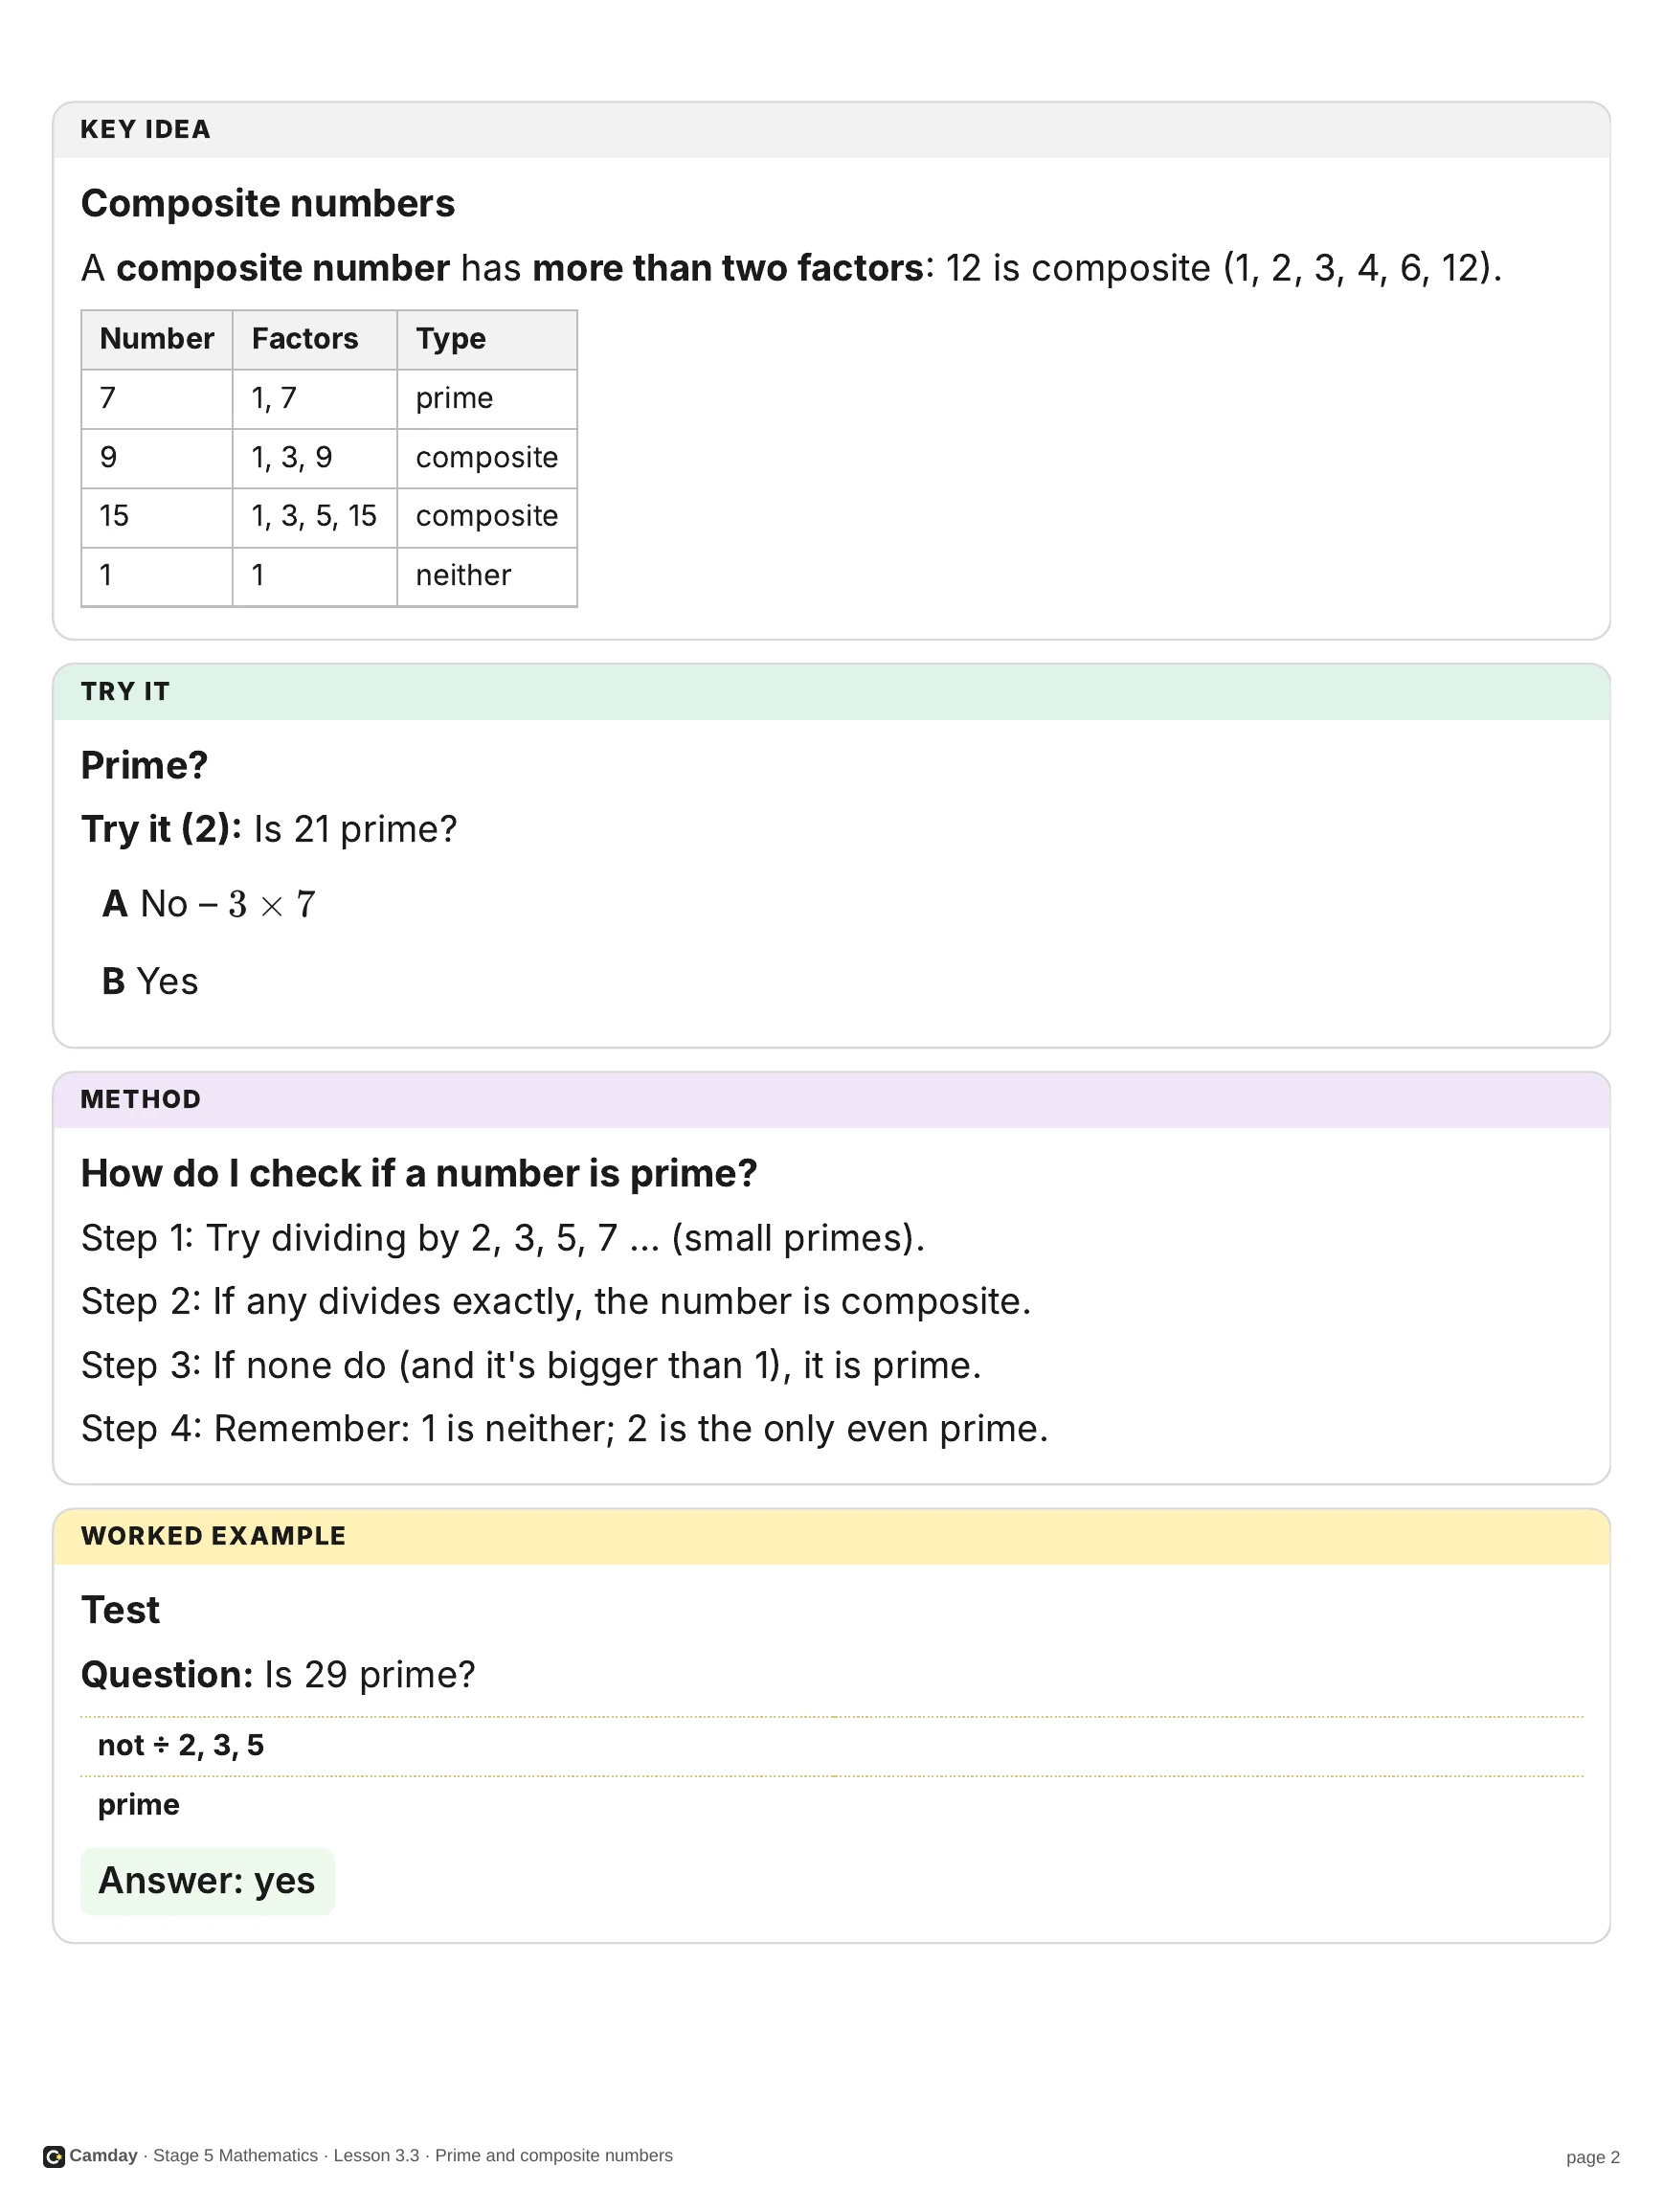 KEY IDEA
Composite numbers
A composite number has more than two factors: 12 is composite (1, 2, 3, 4, 6, 12).
Number Factors Type
7 1, 7 prime
9 1, 3, 9 composite
15 1, 3, 5, 15 composite
1 1 neither
TRY IT
Prime?
Try it (2): Is 21 prime?
A No – 3 × 7
B Yes
METHOD
How do I check if a number is prime?
Step 1: Try dividing by 2, 3, 5, 7 … (small primes).
Step 2: If any divides exactly, the number is composite.
Step 3: If none do (and it's bigger than 1), it is prime.
Step 4: Remember: 1 is neither; 2 is the only even prime.
WORKED EXAMPLE
Test
Question: Is 29 prime?
not ÷ 2, 3, 5
prime
Answer: yes
Camday · Stage 5 Mathematics · Lesson 3.3 · Prime and composite numbers
page 2